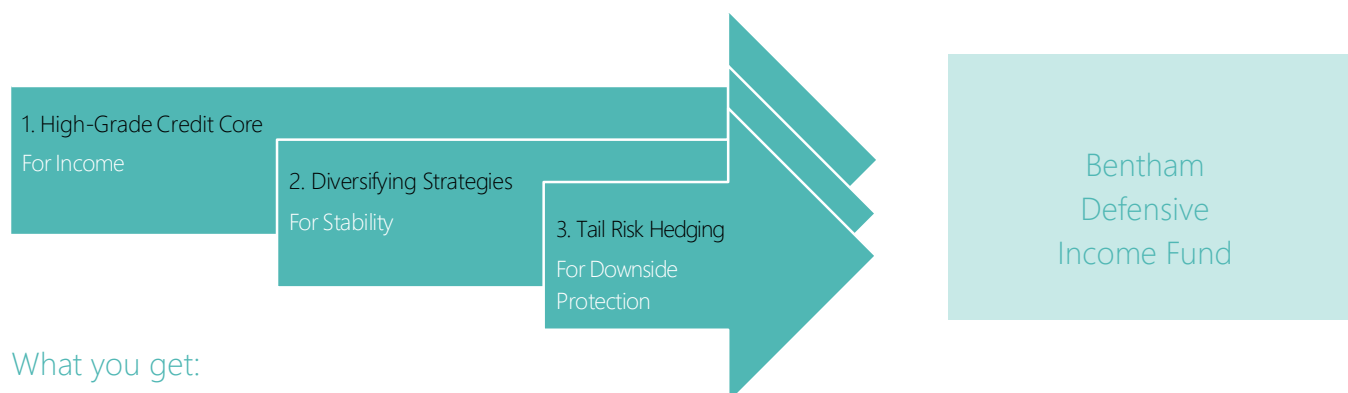 1. High-Grade Credit Core
For Income
2. Diversifying Strategies
For Stability
3. Tail Risk Hedging
For Downside
Protection
Bentham
Defensive
Income Fund
What you get: